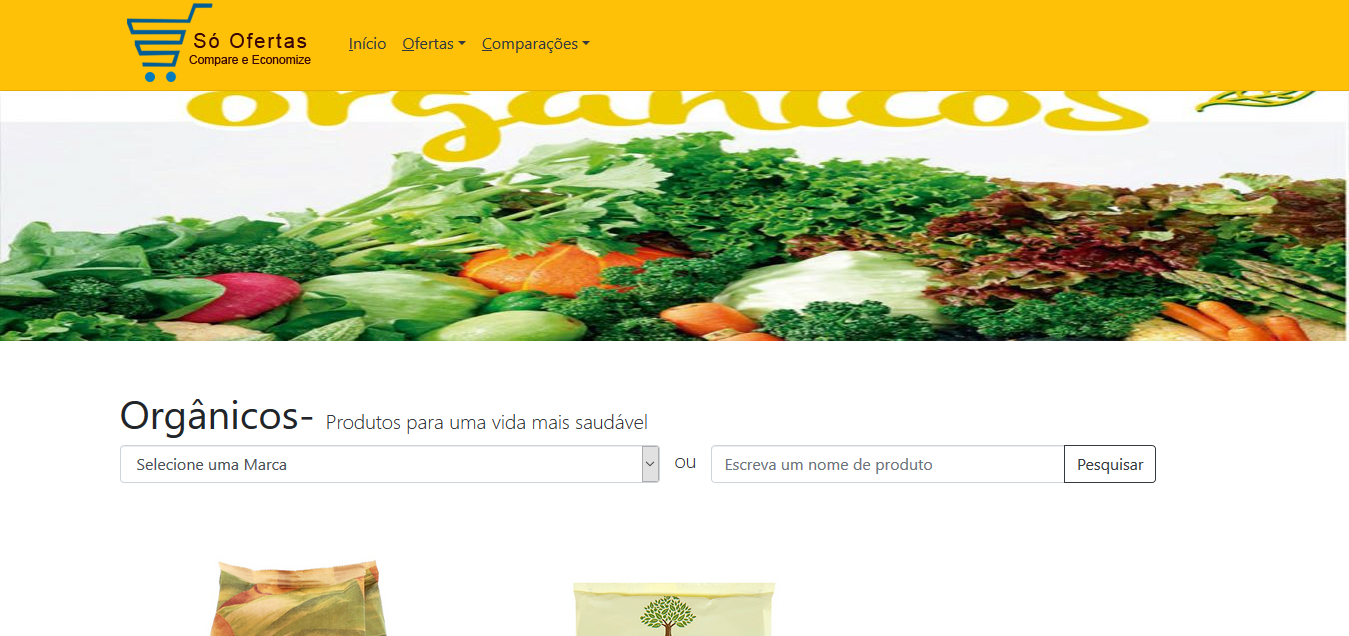 Só Ofertas
Compare e Economize
Início Ofertas Comparações
orgânicos
Orgânicos- Produtos para uma vida mais saudável
Selecione uma Marca ou Escreva um nome de produto Pesquisar